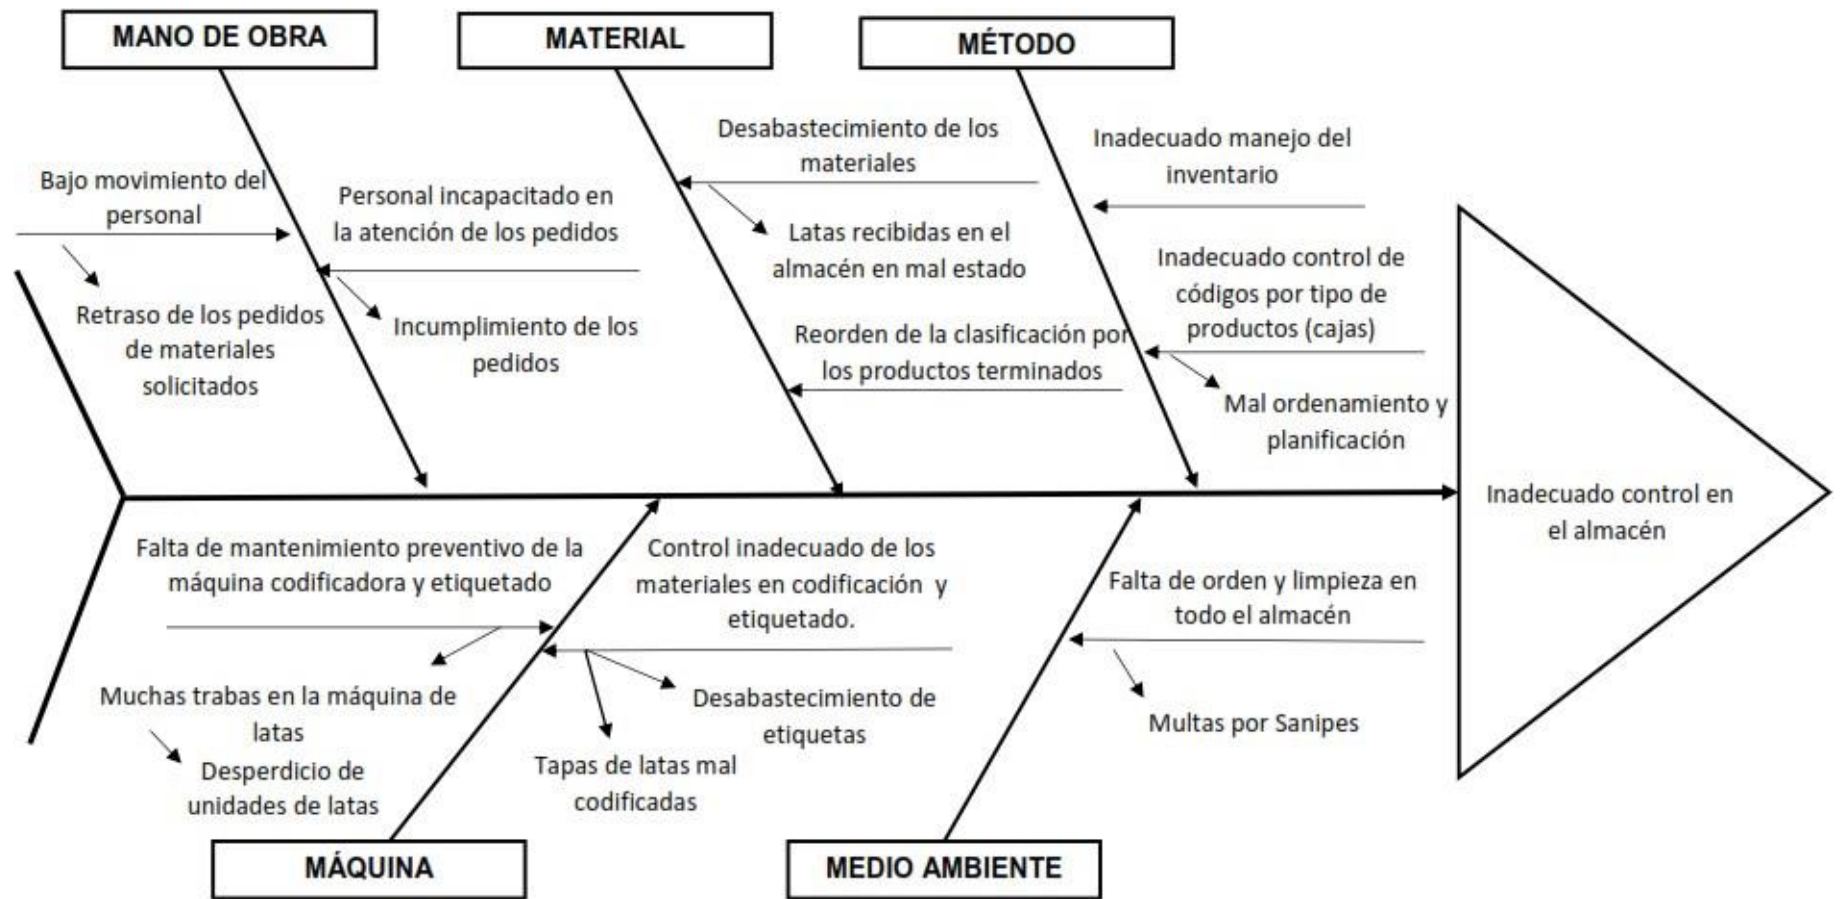 MANO DE OBRA
MATERIAL
MÉTODO
Bajo movimiento del
personal
Retraso de los pedidos
de materiales
solicitados
Personal incapacitado en
la atención de los pedidos
Incumplimiento de los
pedidos
Desabastecimiento de los
materiales
Latas recibidas en el
almacén en mal estado
Reorden de la clasificación por
los productos terminados
Inadecuado manejo del
inventario
Inadecuado control de
códigos por tipo de
productos (cajas)
Mal ordenamiento y
planificación
Inadecuado control en
el almacén
Falta de mantenimiento preventivo de la
máquina codificadora y etiquetado
Muchas trabas en la máquina de
latas
Desperdicio de
unidades de latas
Control inadecuado de los
materiales en codificación y
etiquetado.
Desabastecimiento de
etiquetas
Tapas de latas mal
codificadas
Falta de orden y limpieza en
todo el almacén
Multas por Sanipes
MÁQUINA
MEDIO AMBIENTE